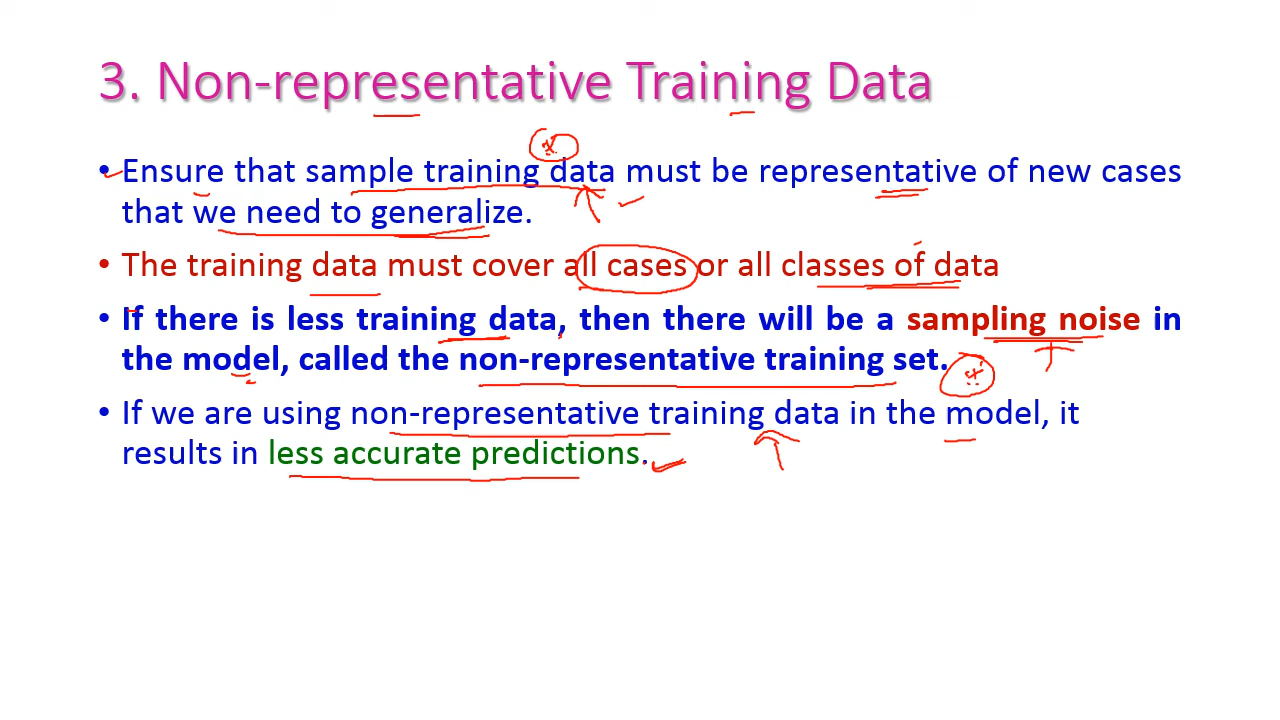 3. Non-representative Training Data
• Ensure that sample training data must be representative of new cases
that we need to generalize.
• The training data must cover all cases or all classes of data
• If there is less training data, then there will be a sampling noise in
the model, called the non-representative training set.
• If we are using non-representative training data in the model, it
results in less accurate predictions.